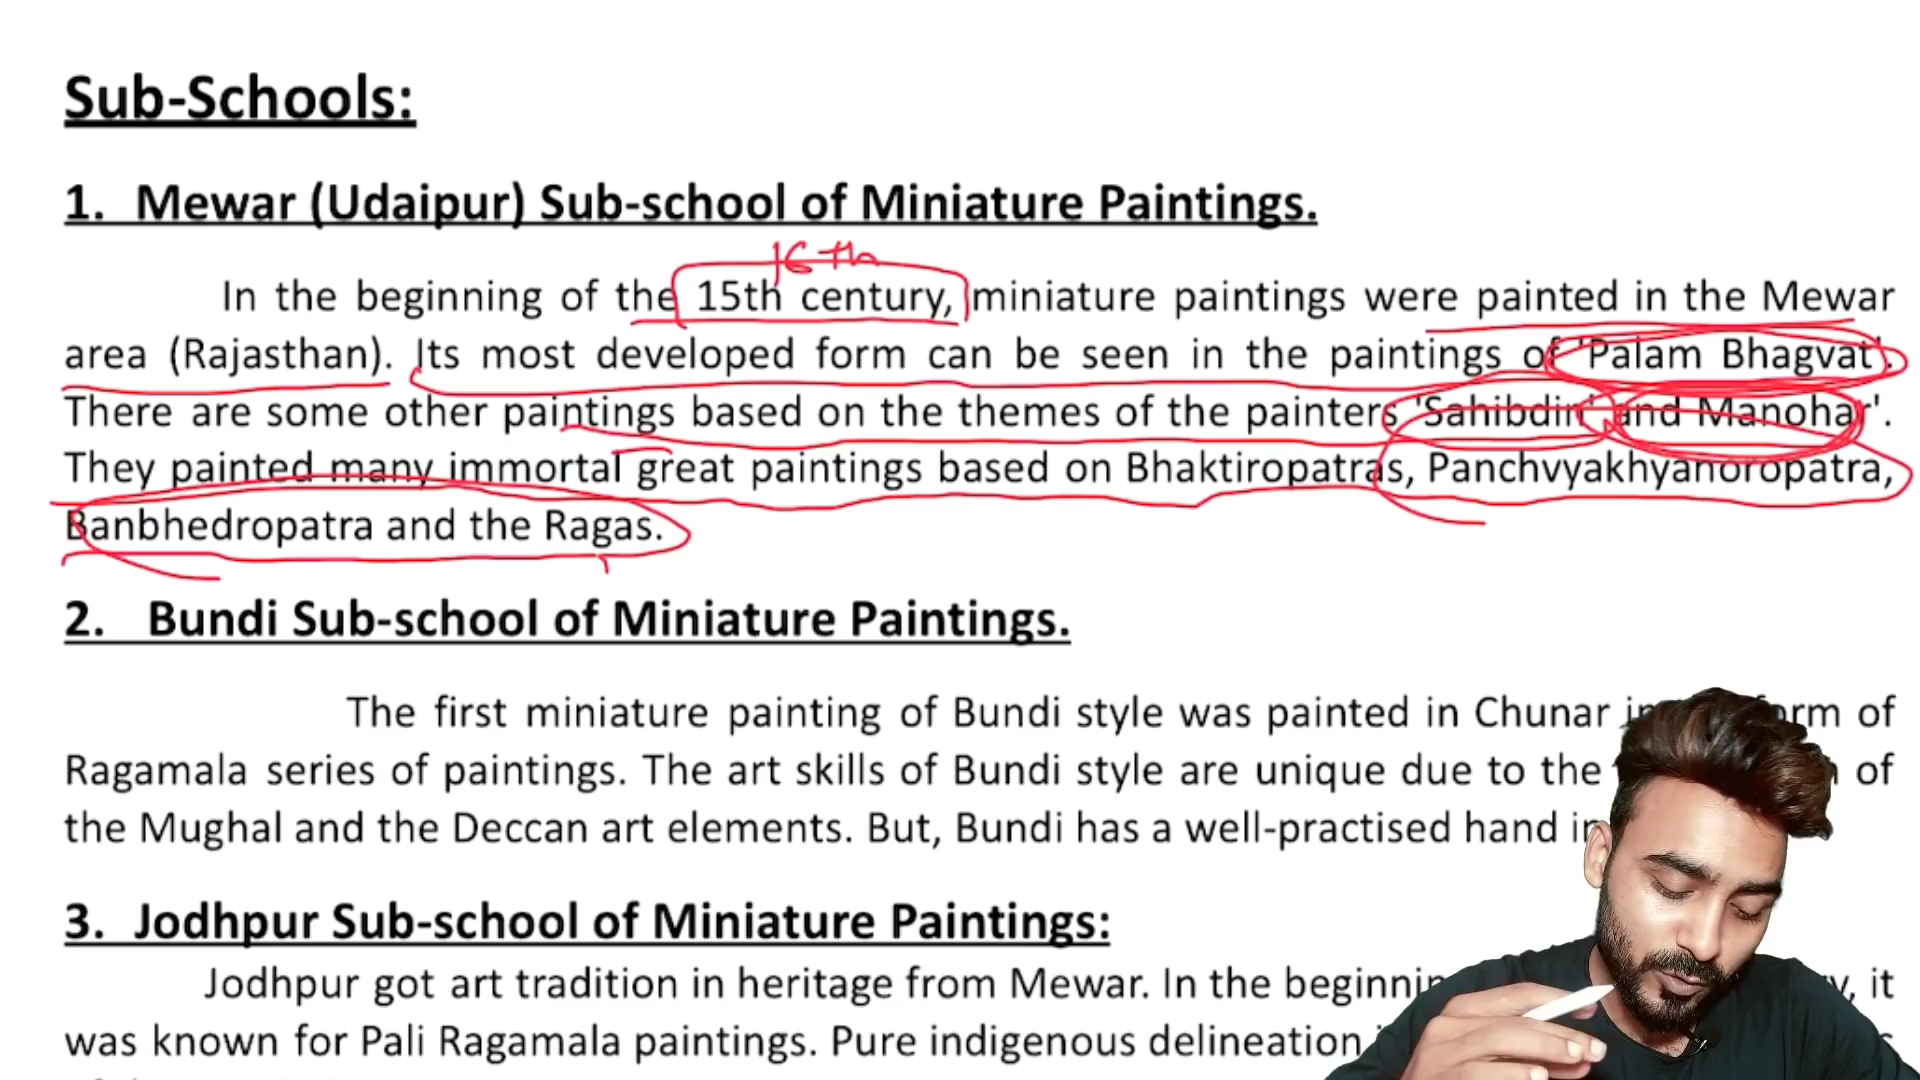 Sub-Schools:
1. Mewar (Udaipur) Sub-school of Miniature Paintings.
16th
In the beginning of the 15th century, miniature paintings were painted in the Mewar
area (Rajasthan). Its most developed form can be seen in the paintings of 'Palam Bhagvat'.
There are some other paintings based on the themes of the painters 'Sahibdin' and Manohar'.
They painted many immortal great paintings based on Bhaktiropatras, Panchvyakhyanoropatra,
Banbhedropatra and the Ragas.
2. Bundi Sub-school of Miniature Paintings.
The first miniature painting of Bundi style was painted in Chunar of
Ragamala series of paintings. The art skills of Bundi style are unique due to the of
the Mughal and the Deccan art elements. But, Bundi has a well-practised hand
3. Jodhpur Sub-school of Miniature Paintings:
Jodhpur got art tradition in heritage from Mewar. In the it
was known for Pali Ragamala paintings. Pure indigenous delineation